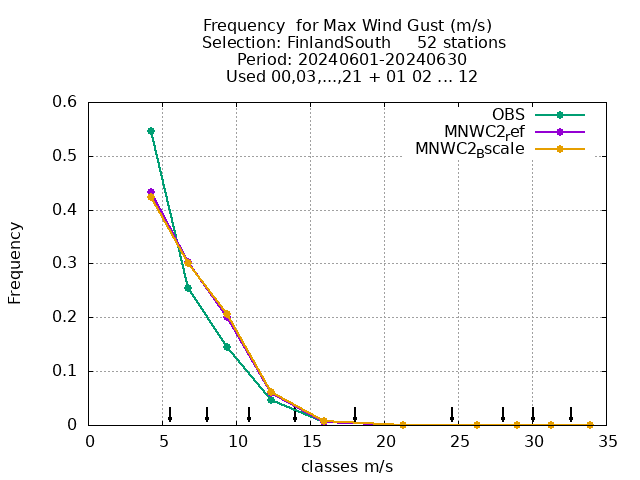 Frequency  for Max Wind Gust (m/s)
Selection: FinlandSouth     52 stations
Period: 20240601-20240630
Used 00,03,...,21 + 01 02 ... 12
OBS
MNWC2ref
MNWC2Bscale
Frequency
0.6
0.5
0.4
0.3
0.2
0.1
0
0 5 10 15 20 25 30 35
classes m/s